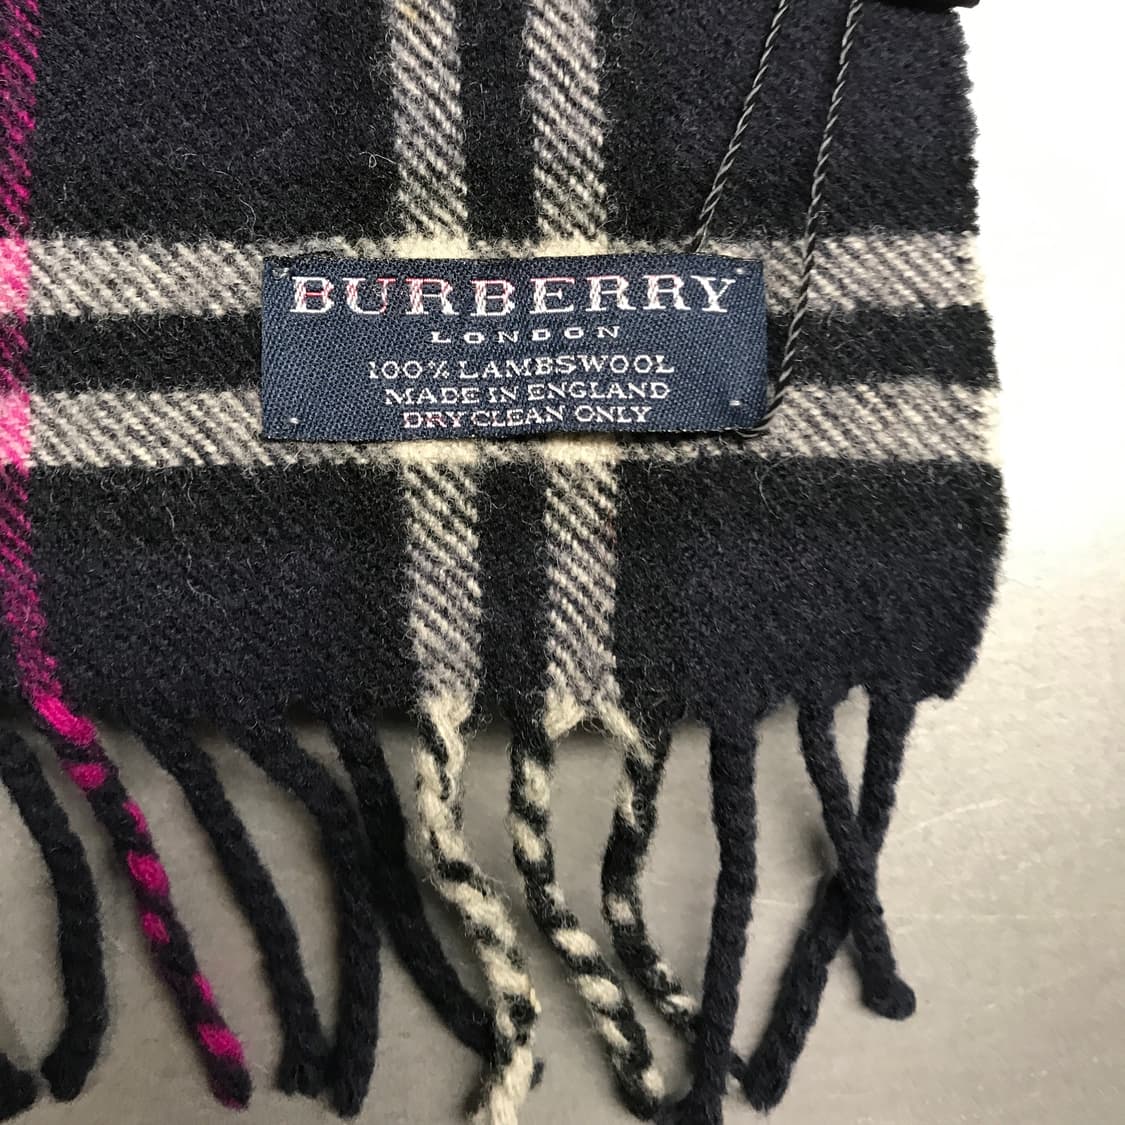 BURBERRY
LONDON
100% LAMBSWOOL
MADE IN ENGLAND
DRY CLEAN ONLY